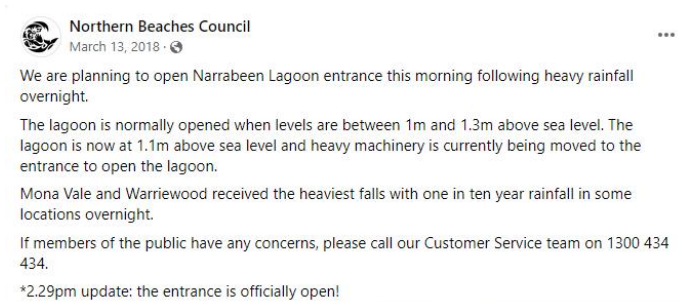 Northern Beaches Council
March 13, 2018 ·
We are planning to open Narrabeen Lagoon entrance this morning following heavy rainfall
overnight.
The lagoon is normally opened when levels are between 1m and 1.3m above sea level. The
lagoon is now at 1.1m above sea level and heavy machinery is currently being moved to the
entrance to open the lagoon.
Mona Vale and Warriewood received the heaviest falls with one in ten year rainfall in some
locations overnight.
If members of the public have any concerns, please call our Customer Service team on 1300 434
434.
*2.29pm update: the entrance is officially open!